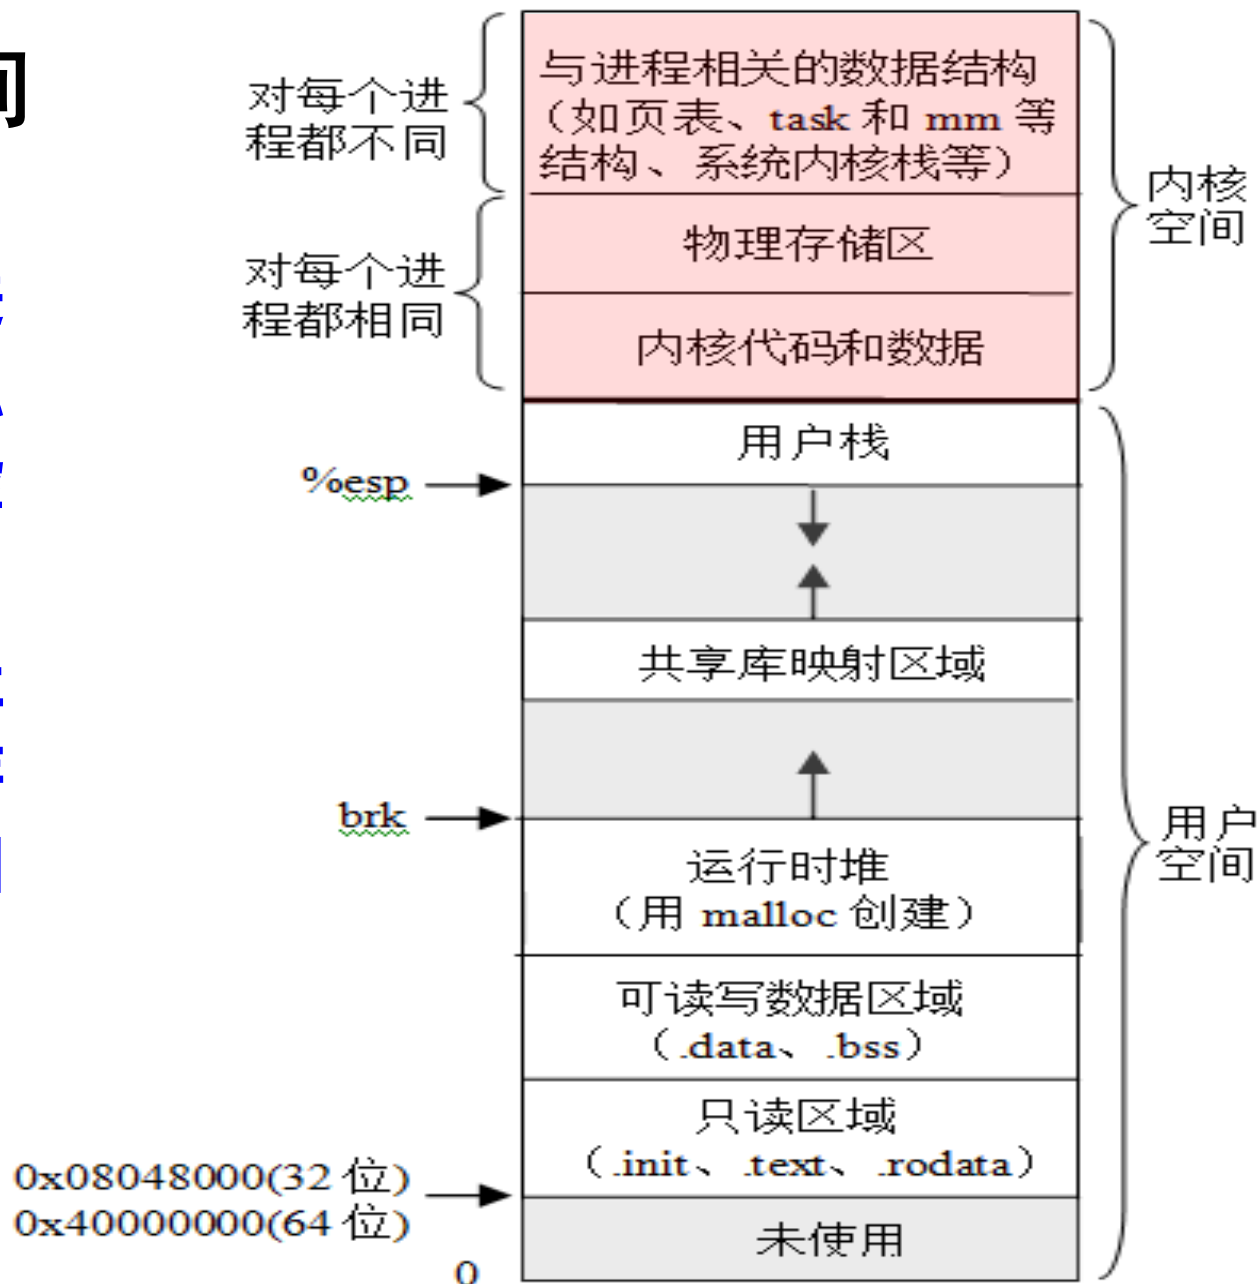 间
对每个进
程都不同
与进程相关的数据结构
（如页表、task 和 mm 等
结构、系统内核栈等）
内核
空间
对每个进
程都相同
物理存储区
内核代码和数据
用户栈
%esp
共享库映射区域
brk
运行时堆
（用 malloc 创建）
用户
空间
可读写数据区域
（.data、.bss）
只读区域
（.init、.text、.rodata）
0x08048000(32 位)
0x40000000(64 位)
未使用
0